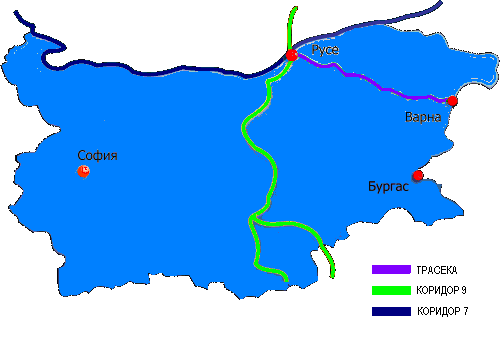 Русе
Варна
София
Бургас
ТРАСЕКА
КОРИДОР 9
КОРИДОР 7